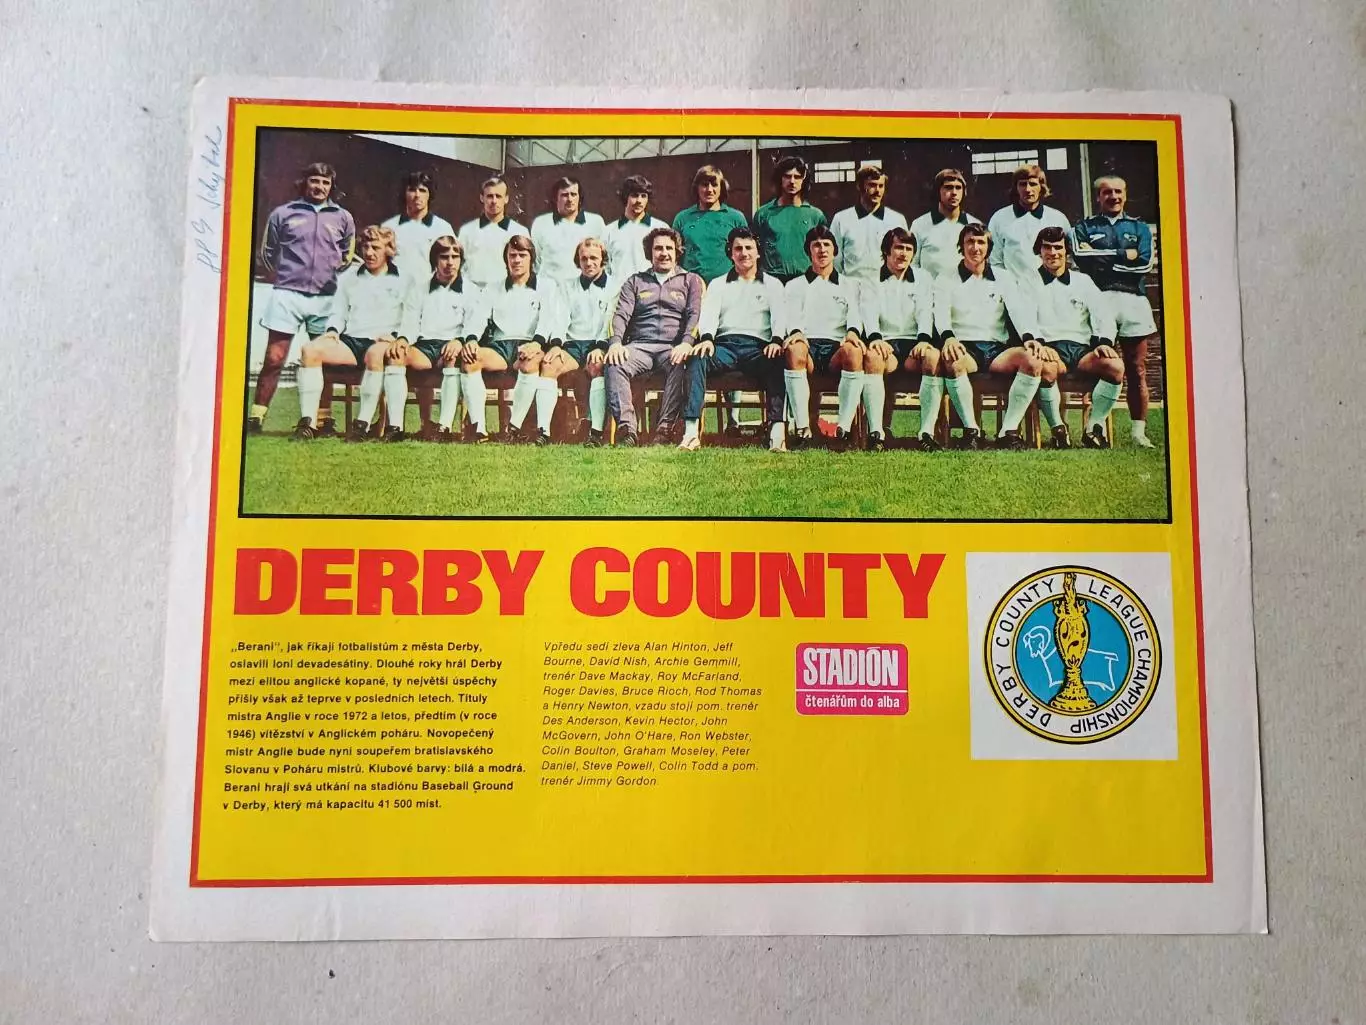 DERBY COUNTY
„Berani", jak říkají fotbalistům z města Derby,
oslavili loni devadesátiny. Dlouhé roky hrál Derby
mezi elitou anglické kopané, ty největší úspěchy
přišly však až teprve v posledních letech. Tituly
mistra Anglie v roce 1972 a letos, předtím (v roce
1946) vítězství v Anglickém poháru. Novopečený
mistr Anglie bude nyní soupeřem bratislavského
Slovanu v Poháru mistrů. Klubové barvy: bílá a modrá.
Berani hrají svá utkání na stadiónu Baseball Ground
v Derby, který má kapacitu 41 500 míst.
Vpředu sedí zleva Alan Hinton, Jeff
Bourne, David Nish, Archie Gemmill,
trenér Dave Mackay, Roy McFarland,
Roger Davies, Bruce Rioch, Rod Thomas
a Henry Newton, vzadu stojí pom. trenér
Des Anderson, Kevin Hector, John
McGovern, John O'Hare, Ron Webster,
Colin Boulton, Graham Moseley, Peter
Daniel, Steve Powell, Colin Todd a pom.
trenér Jimmy Gordon
STADIÓN
čtenářům do alba
DERBY COUNTY LEAGUE CHAMPIONSHIP